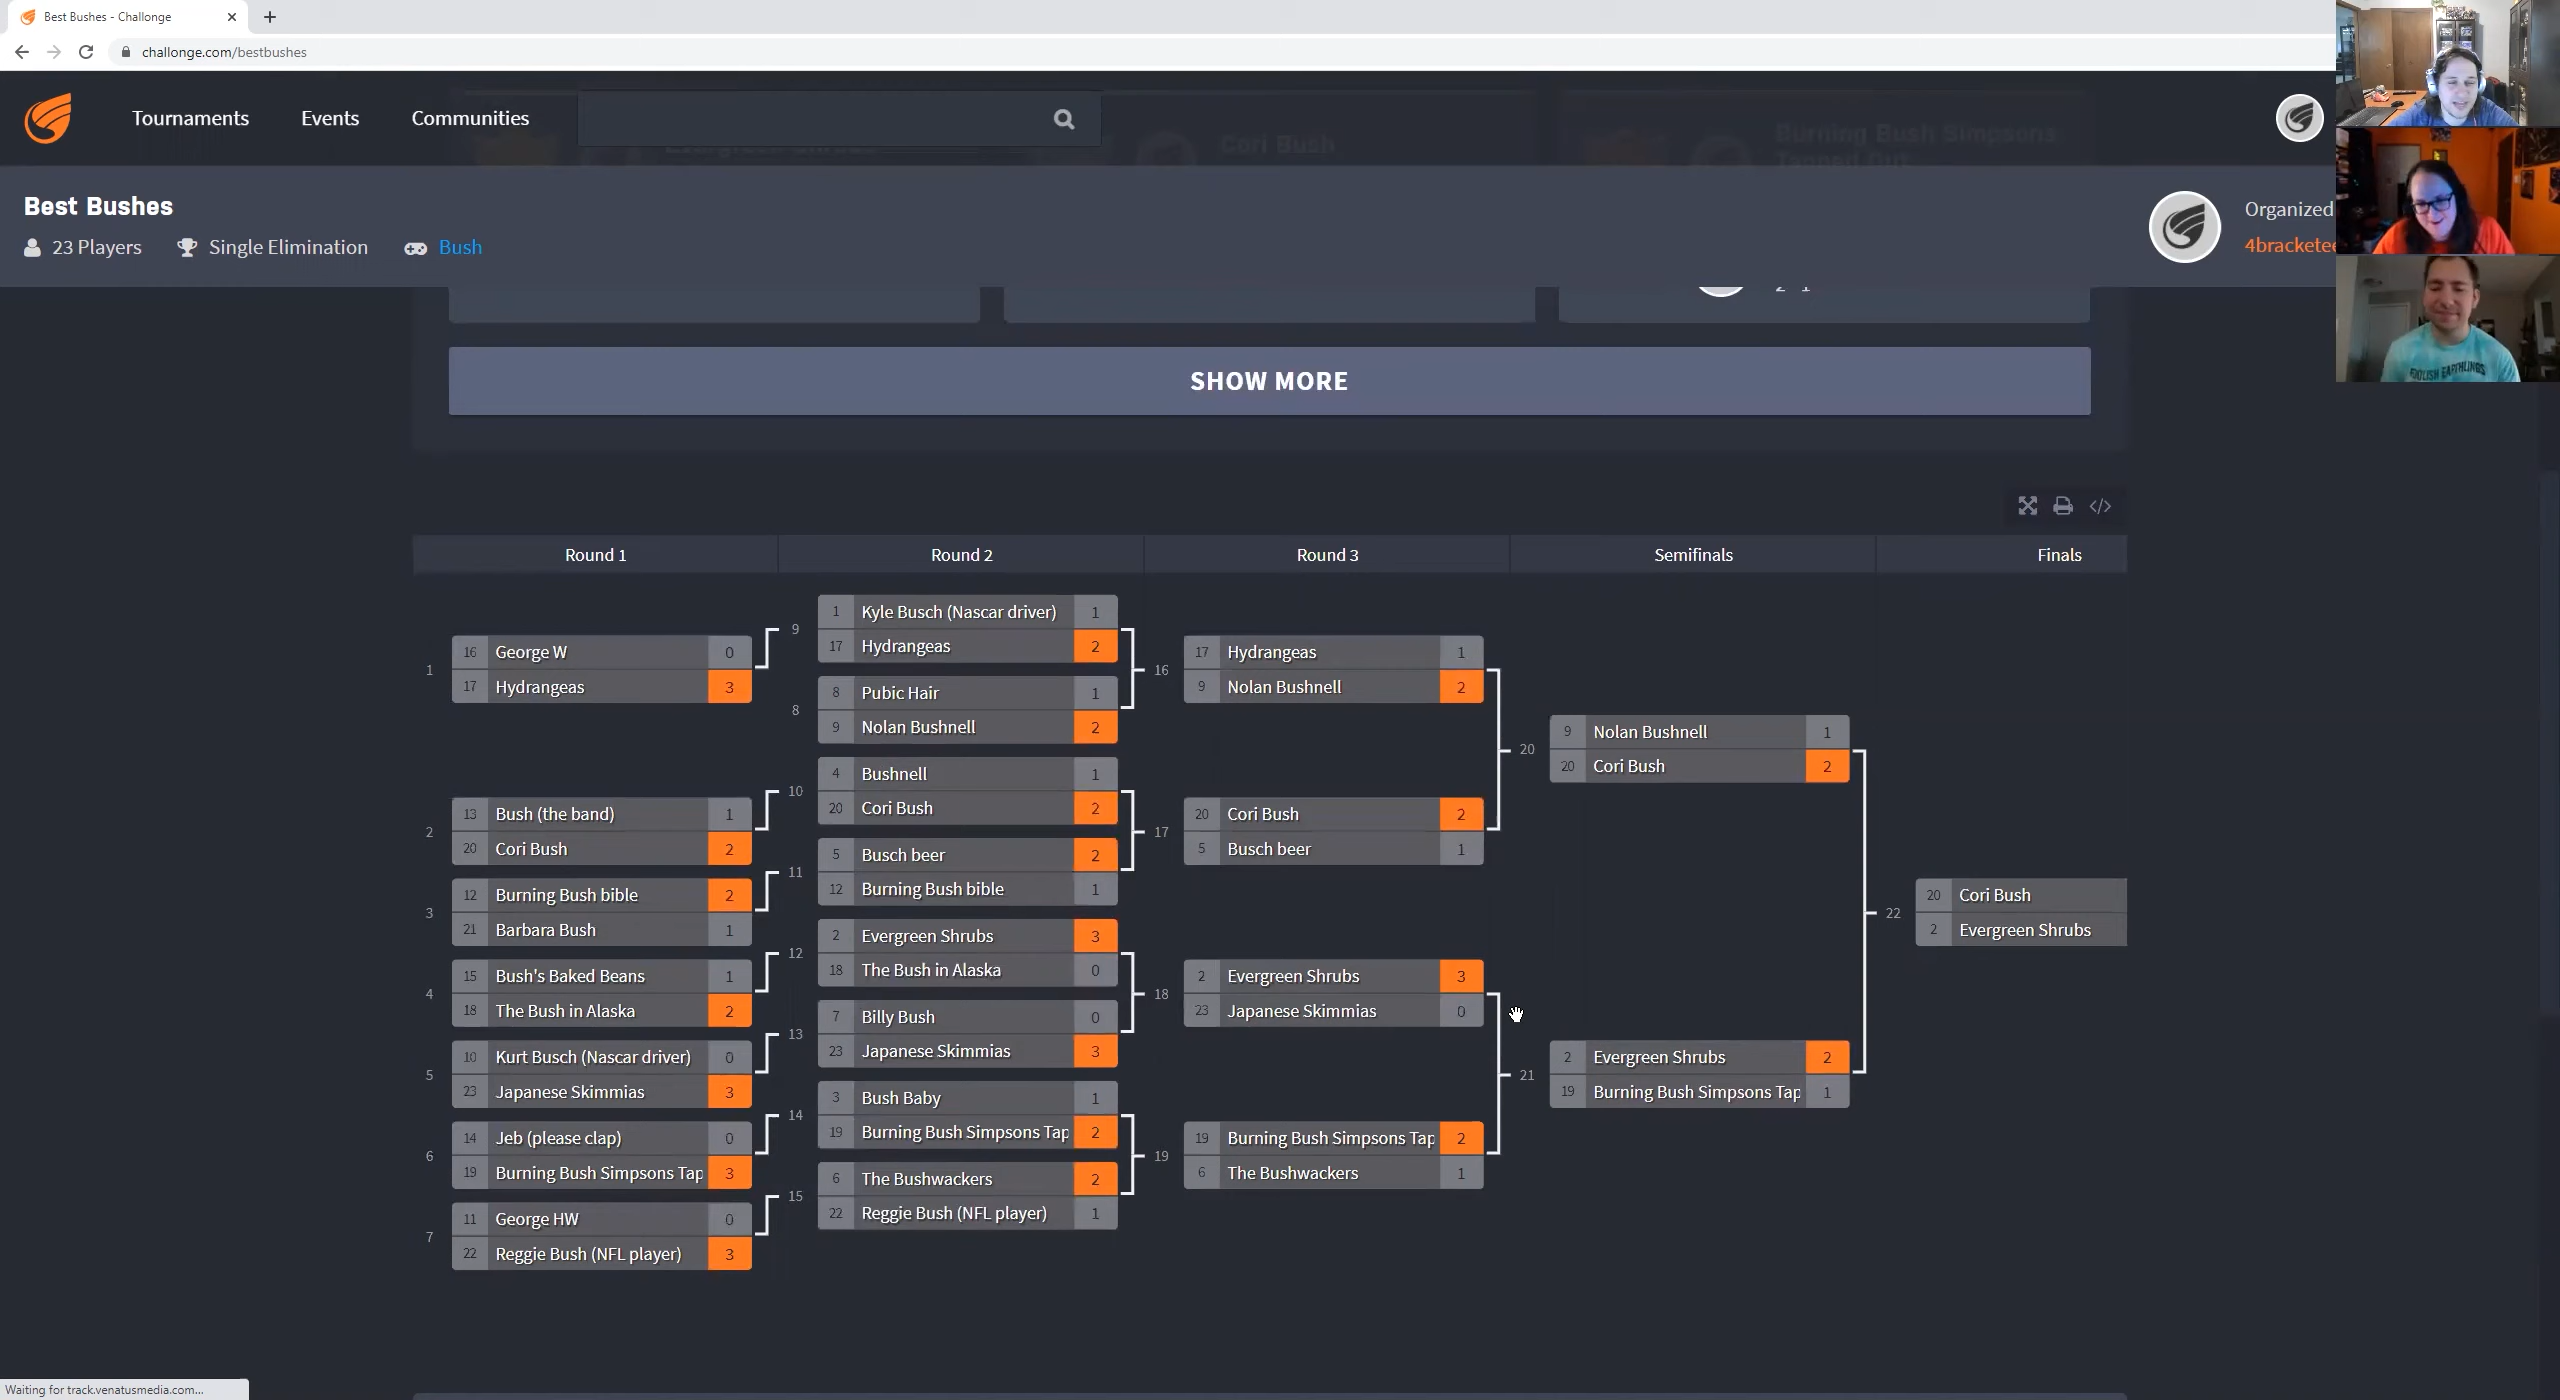 Best Bushes - Challonge
challonge.com/bestbushes
Tournaments Events Communities
Cori Bush
Burning Bush Simpsons
Tapped Out
Best Bushes
23 Players Single Elimination Bush
Organized
4brackete
SHOW MORE
FOOLISH EARTHLINGS
Round 1 Round 2 Round 3 Semifinals Finals
1
16 George W 0
17 Hydrangeas 3
2
13 Bush (the band) 1
20 Cori Bush 2
3
12 Burning Bush bible 2
21 Barbara Bush 1
4
15 Bush's Baked Beans 1
18 The Bush in Alaska 2
5
10 Kurt Busch (Nascar driver) 0
23 Japanese Skimmias 3
6
14 Jeb (please clap) 0
19 Burning Bush Simpsons Tap 3
7
11 George HW 0
22 Reggie Bush (NFL player) 3
9
1 Kyle Busch (Nascar driver) 1
17 Hydrangeas 2
8
8 Pubic Hair 1
9 Nolan Bushnell 2
10
4 Bushnell 1
20 Cori Bush 2
11
5 Busch beer 2
12 Burning Bush bible 1
12
2 Evergreen Shrubs 3
18 The Bush in Alaska 0
13
7 Billy Bush 0
23 Japanese Skimmias 3
14
3 Bush Baby 1
19 Burning Bush Simpsons Tap 2
15
6 The Bushwackers 2
22 Reggie Bush (NFL player) 1
16
17 Hydrangeas 1
9 Nolan Bushnell 2
17
20 Cori Bush 2
5 Busch beer 1
18
2 Evergreen Shrubs 3
23 Japanese Skimmias 0
19
19 Burning Bush Simpsons Tap 2
6 The Bushwackers 1
20
9 Nolan Bushnell 1
20 Cori Bush 2
21
2 Evergreen Shrubs 2
19 Burning Bush Simpsons Tap 1
22
20 Cori Bush
2 Evergreen Shrubs
Waiting for track.venatusmedia.com...